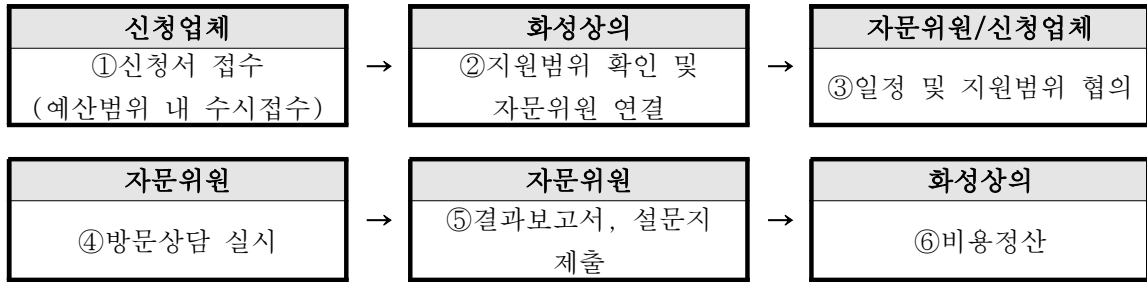 신청업체
①신청서 접수
(예산범위 내 수시접수)
→
화성상의
②지원범위 확인 및
자문위원 연결
→
자문위원/신청업체
③일정 및 지원범위 협의
자문위원
④방문상담 실시
→
자문위원
⑤결과보고서, 설문지
제출
→
화성상의
⑥비용정산